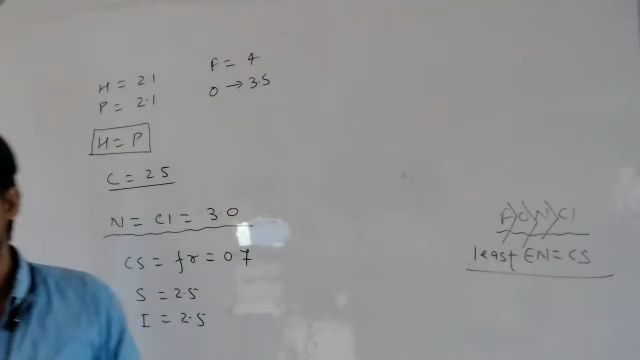 H = 2.1
P = 2.1
H = P
C = 2.5
N = Cl = 3.0
CS = fr = 0.7
S = 2.5
I = 2.5
F = 4
O → 3.5
F>O>N>Cl
least EN = CS